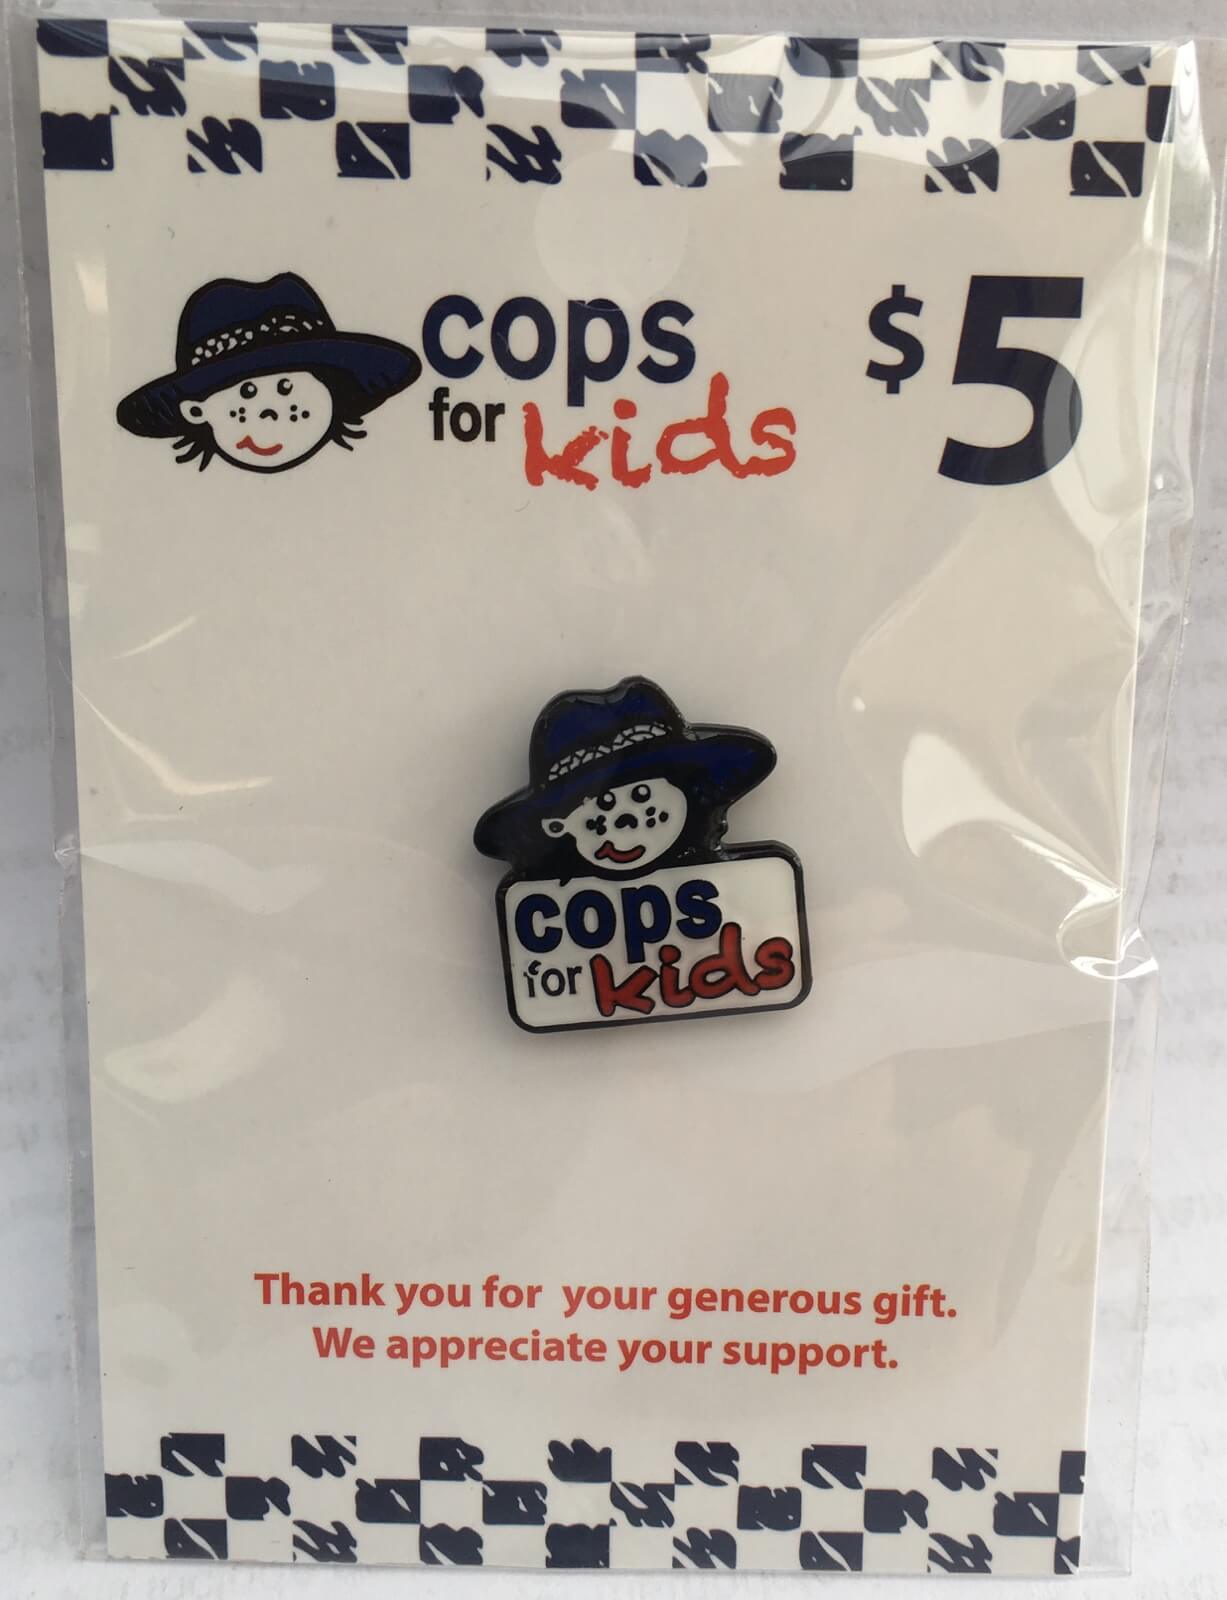 cops
for kids
$5
cops
for kids
Thank you for your generous gift.
We appreciate your support.